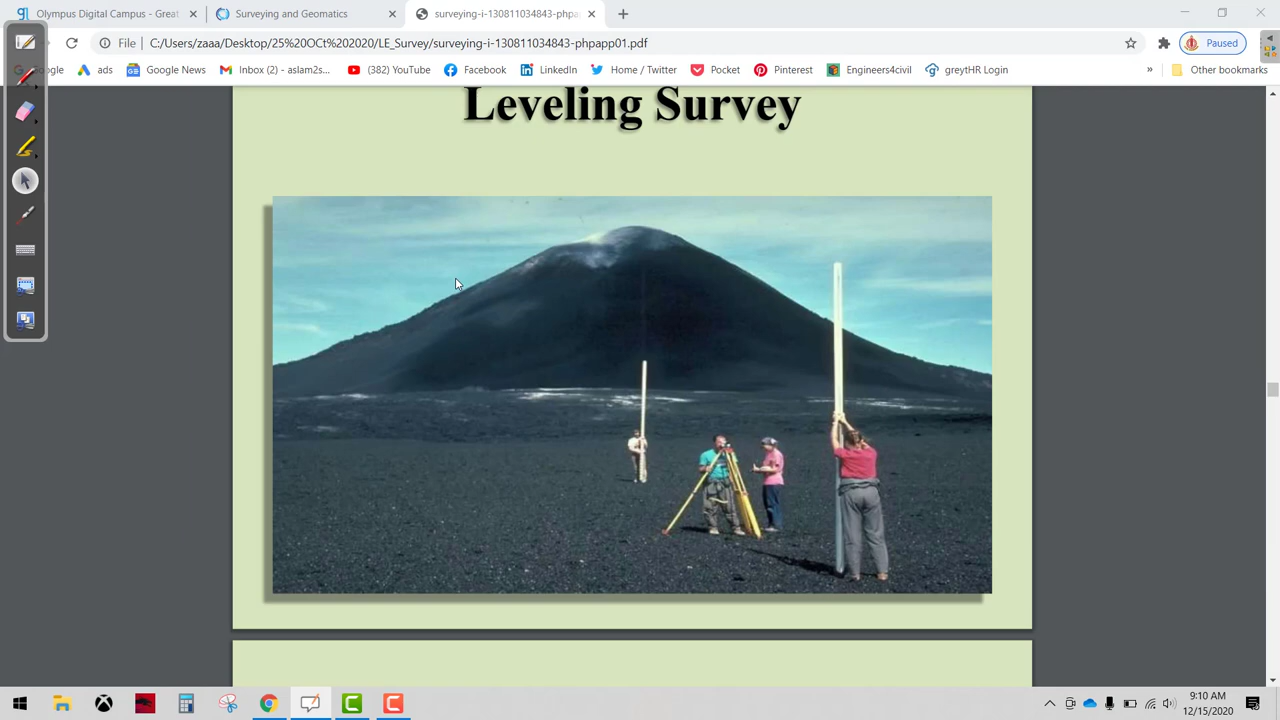 Olympus Digital Campus - Great
Surveying and Geomatics
surveying-i-130811034843-phpa
Paused
File C:/Users/zaaa/Desktop/25%20OCt%202020/LE_Survey/surveying-i-130811034843-phpapp01.pdf
ads
Google News
Inbox (2) - aslam2s...
(382) YouTube
Facebook
LinkedIn
Home / Twitter
Pocket
Pinterest
Engineers4civil
greytHR Login
Other bookmarks
Leveling Survey
9:10 AM
12/15/2020